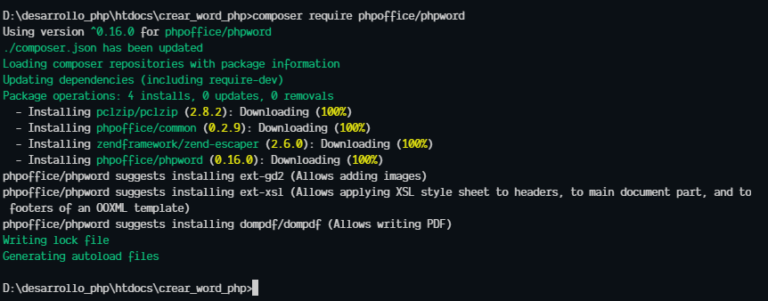 D:\desarrollo_php\htdocs\crear_word_php>composer require phpoffice/phpword
Using version ^0.16.0 for phpoffice/phpword
./composer.json has been updated
Loading composer repositories with package information
Updating dependencies (including require-dev)
Package operations: 4 installs, 0 updates, 0 removals
  - Installing pclzip/pclzip (2.8.2): Downloading (100%)
  - Installing phpoffice/common (0.2.9): Downloading (100%)
  - Installing zendframework/zend-escaper (2.6.0): Downloading (100%)
  - Installing phpoffice/phpword (0.16.0): Downloading (100%)
phpoffice/phpword suggests installing ext-gd2 (Allows adding images)
phpoffice/phpword suggests installing ext-xsl (Allows applying XSL style sheet to headers, to main document part, and to
 footers of an OOXML template)
phpoffice/phpword suggests installing dompdf/dompdf (Allows writing PDF)
Writing lock file
Generating autoload files
D:\desarrollo_php\htdocs\crear_word_php>